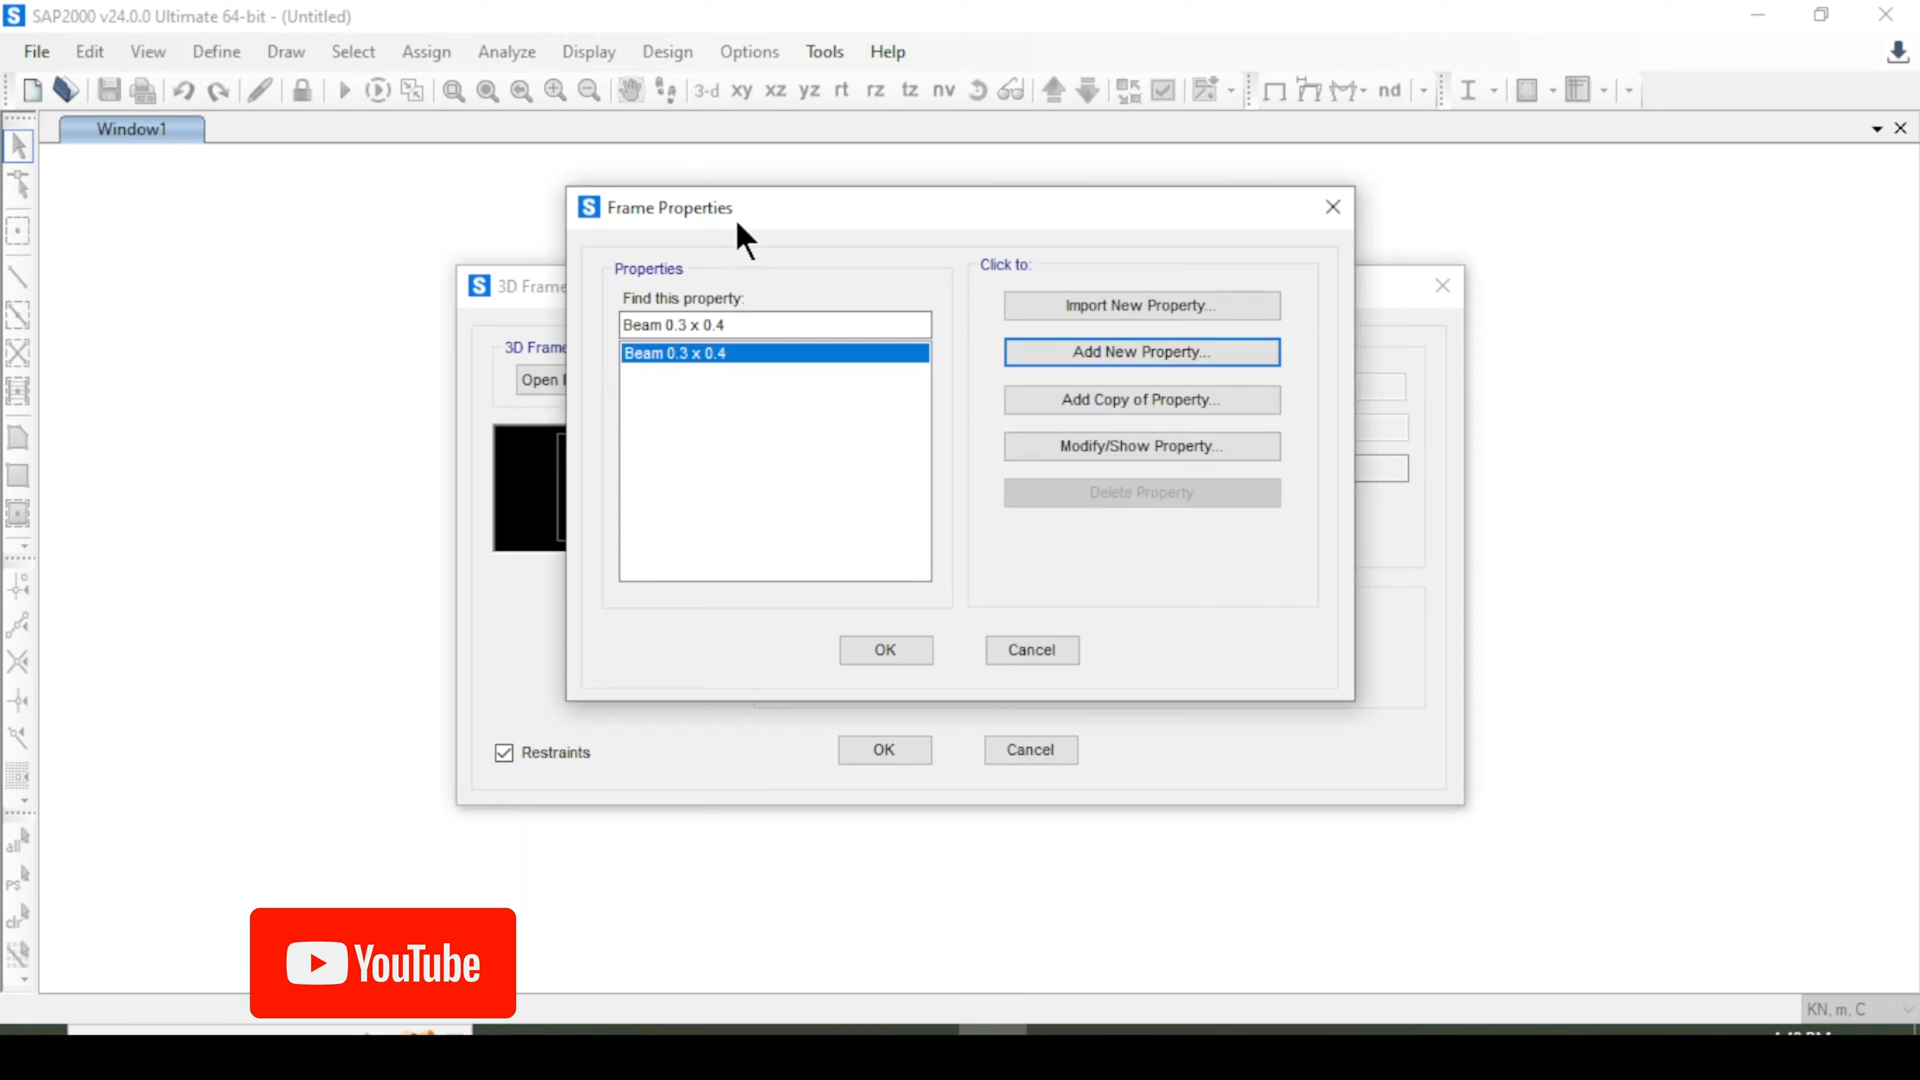 SAP2000 v24.0.0 Ultimate 64-bit - (Untitled)
File Edit View Define Draw Select Assign Analyze Display Design Options Tools Help
3-d xy xz yz rt rz tz nv nd
Window1
Frame Properties
Properties
Click to:
Find this property:
Import New Property...
Beam 0.3 x 0.4
Beam 0.3 x 0.4
Add New Property...
Add Copy of Property...
Modify/Show Property...
Delete Property
OK Cancel
3D Frame
3D Frame
Open
Restraints
OK Cancel
all
ps
clr
YouTube
KN, m, C